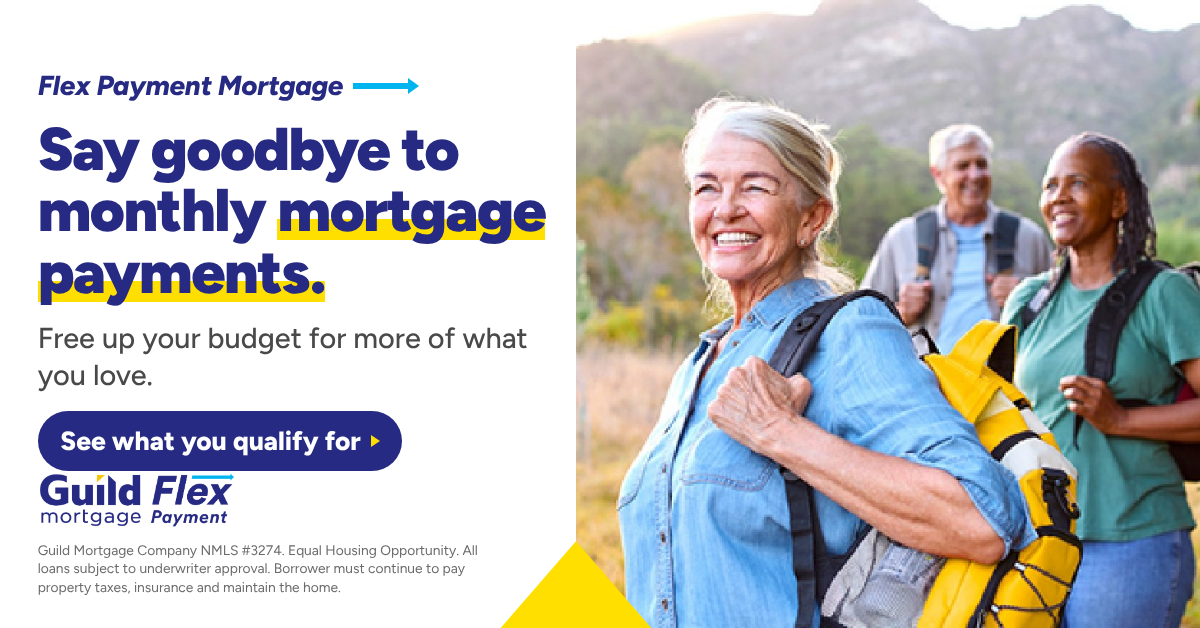 Flex Payment Mortgage
Say goodbye to
monthly mortgage
payments.
Free up your budget for more of what
you love.
See what you qualify for
Guild Flex
mortgage Payment
Guild Mortgage Company NMLS #3274. Equal Housing Opportunity. All
loans subject to underwriter approval. Borrower must continue to pay
property taxes, insurance and maintain the home.